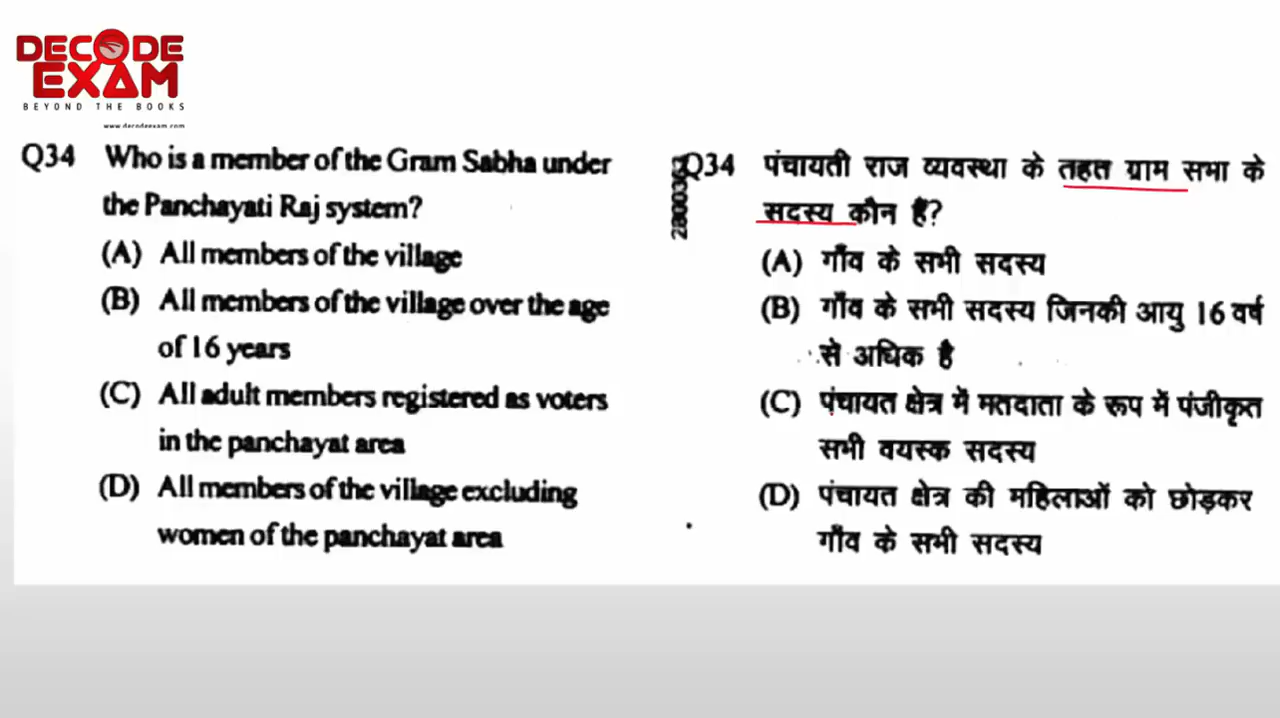 DECODE
EXAM
BEYOND THE BOOKS
www.decodeexam.com
Q34 Who is a member of the Gram Sabha under
the Panchayati Raj system?
(A) All members of the village
(B) All members of the village over the age
of 16 years
(C) All adult members registered as voters
in the panchayat area
(D) All members of the village excluding
women of the panchayat area
Q34 पंचायती राज व्यवस्था के तहत ग्राम सभा के
सदस्य कौन हैं?
(A) गाँव के सभी सदस्य
(B) गाँव के सभी सदस्य जिनकी आयु 16 वर्ष
से अधिक है
(C) पंचायत क्षेत्र में मतदाता के रूप में पंजीकृत
सभी वयस्क सदस्य
(D) पंचायत क्षेत्र की महिलाओं को छोड़कर
गाँव के सभी सदस्य